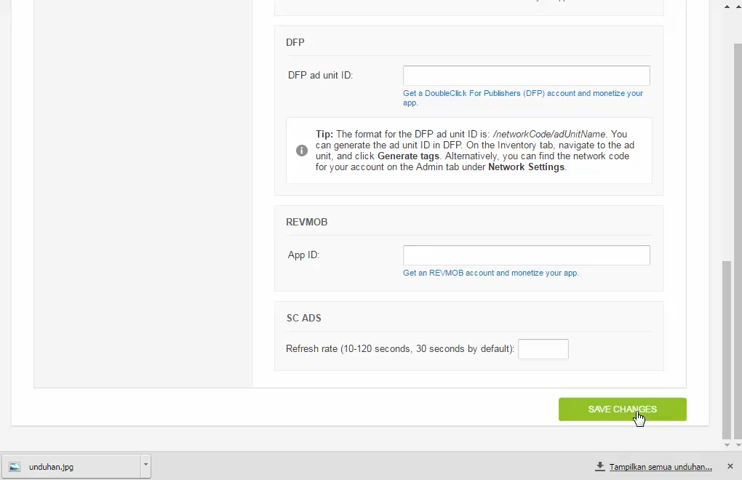 DFP
DFP ad unit ID:
Get a DoubleClick For Publishers (DFP) account and monetize your
app.
Tip: The format for the DFP ad unit ID is: /networkCode/adUnitName. You
can generate the ad unit ID in DFP. On the Inventory tab, navigate to the ad
unit, and click Generate tags. Alternatively, you can find the network code
for your account on the Admin tab under Network Settings.
REVMOB
App ID:
Get an REVMOB account and monetize your app.
SC ADS
Refresh rate (10-120 seconds, 30 seconds by default):
SAVE CHANGES
unduhan.jpg
Tampilkan semua unduhan...